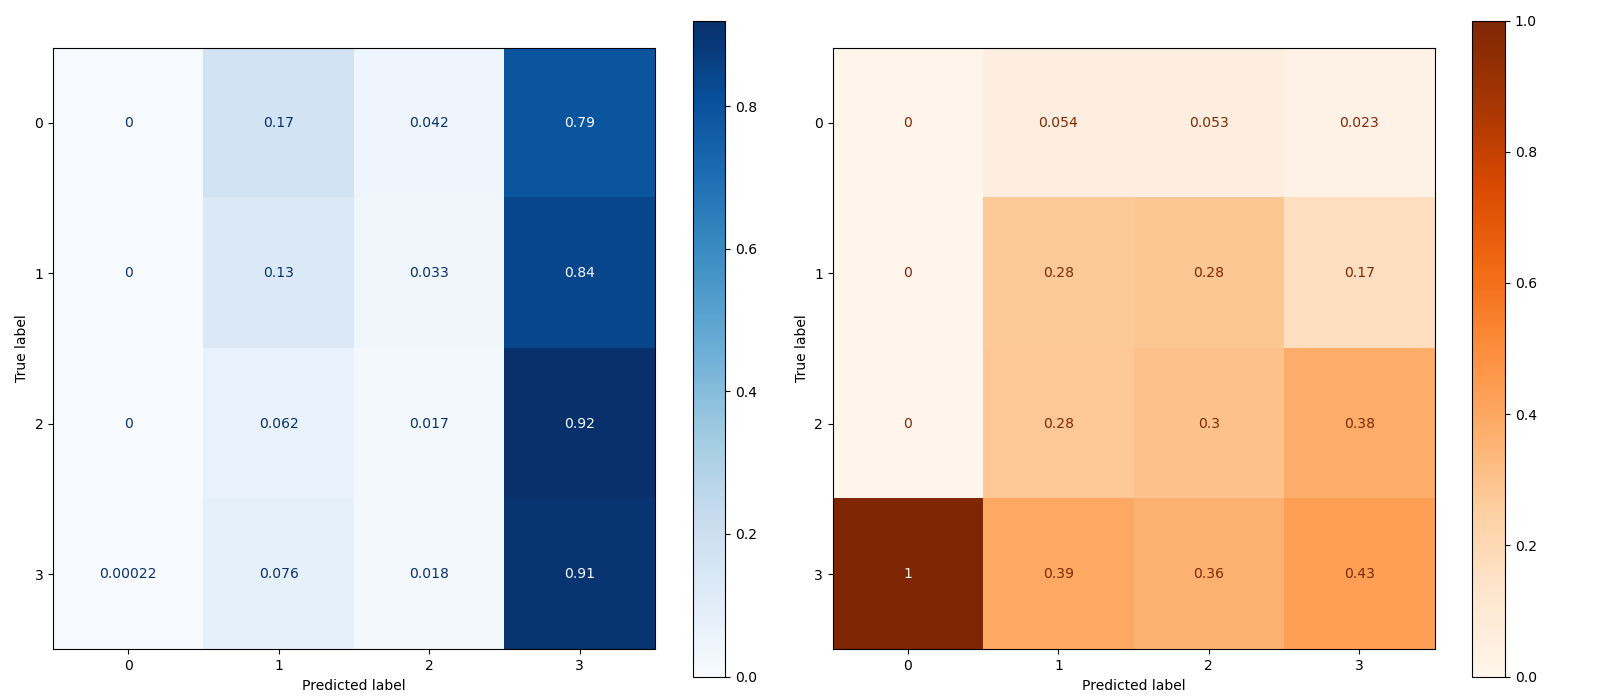 0 0 0.17 0.042 0.79
1 0 0.13 0.033 0.84
2 0 0.062 0.017 0.92
3 0.00022 0.076 0.018 0.91
0 1 2 3
Predicted label
True label
0.8
0.6
0.4
0.2
0.0
0 0 0.054 0.053 0.023
1 0 0.28 0.28 0.17
2 0 0.28 0.3 0.38
3 1 0.39 0.36 0.43
0 1 2 3
Predicted label
True label
1.0
0.8
0.6
0.4
0.2
0.0